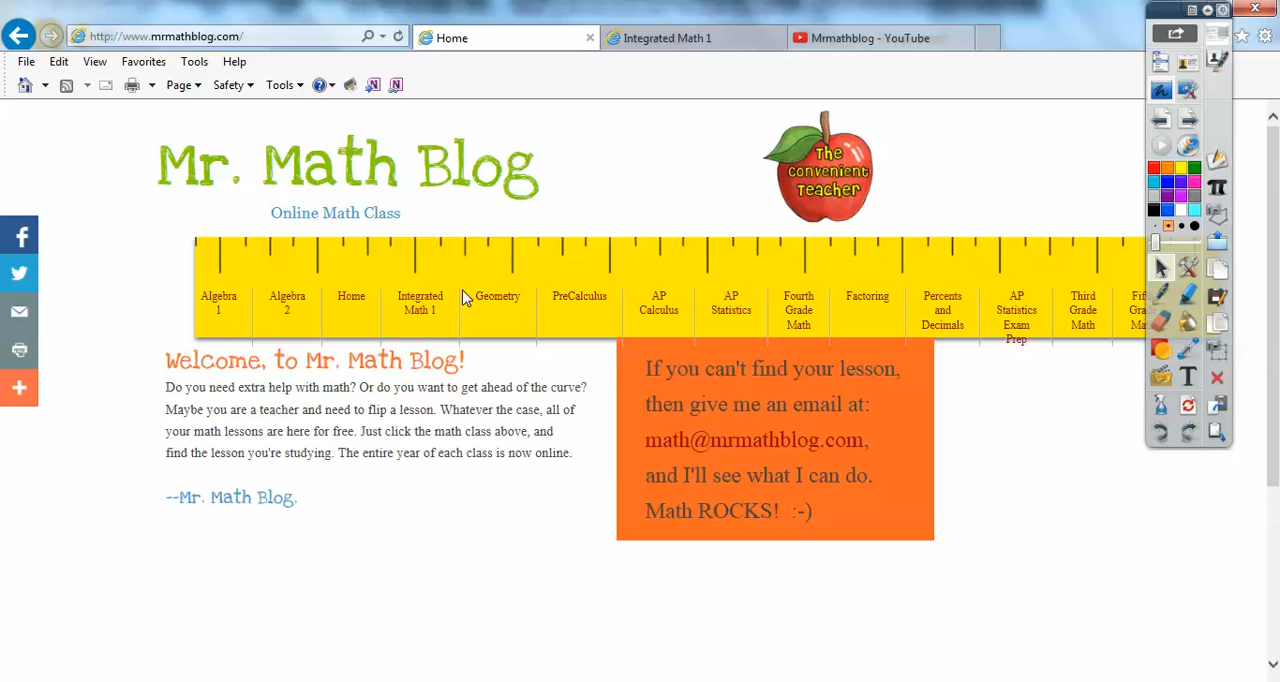 http://www.mrmathblog.com/
Home
Integrated Math 1
Mrmathblog - YouTube
File Edit View Favorites Tools Help
Page Safety Tools
Mr. Math Blog
Online Math Class
The
Convenient
Teacher
Algebra
1
Algebra
2
Home
Integrated
Math 1
Geometry
PreCalculus
AP
Calculus
AP
Statistics
Fourth
Grade
Math
Factoring
Percents
and
Decimals
AP
Statistics
Exam
Prep
Third
Grade
Math
Welcome, to Mr. Math Blog!
Do you need extra help with math? Or do you want to get ahead of the curve?
Maybe you are a teacher and need to flip a lesson. Whatever the case, all of
your math lessons are here for free. Just click the math class above, and
find the lesson you're studying. The entire year of each class is now online.
--Mr. Math Blog.
If you can't find your lesson,
then give me an email at:
math@mrmathblog.com,
and I'll see what I can do.
Math ROCKS! :-)